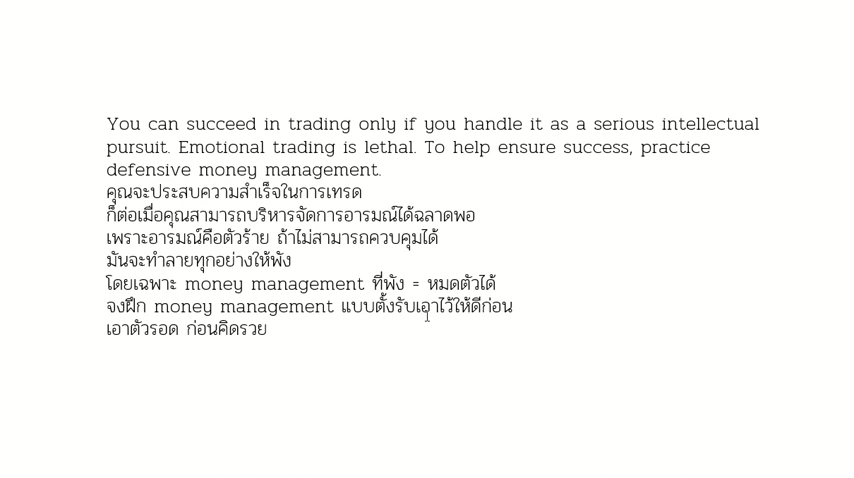 You can succeed in trading only if you handle it as a serious intellectual
pursuit. Emotional trading is lethal. To help ensure success, practice
defensive money management.
คุณจะประสบความสำเร็จในการเทรด
ก็ต่อเมื่อคุณสามารถบริหารจัดการอารมณ์ได้ฉลาดพอ
เพราะอารมณ์คือตัวร้าย ถ้าไม่สามารถควบคุมได้
มันจะทำลายทุกอย่างให้พัง
โดยเฉพาะ money management ที่พัง = หมดตัวได้
จงฝึก money management แบบตั้งรับเอาไว้ให้ดีก่อน
เอาตัวรอด ก่อนคิดรวย